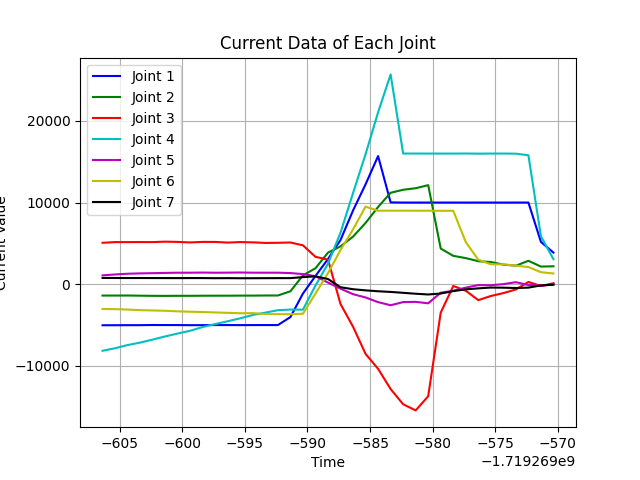 Current Data of Each Joint
Joint 1
Joint 2
Joint 3
Joint 4
Joint 5
Joint 6
Joint 7
20000
10000
0
−10000
Current Value
−605
−600
−595
−590
−585
−580
−575
−570
Time
−1.719269e9